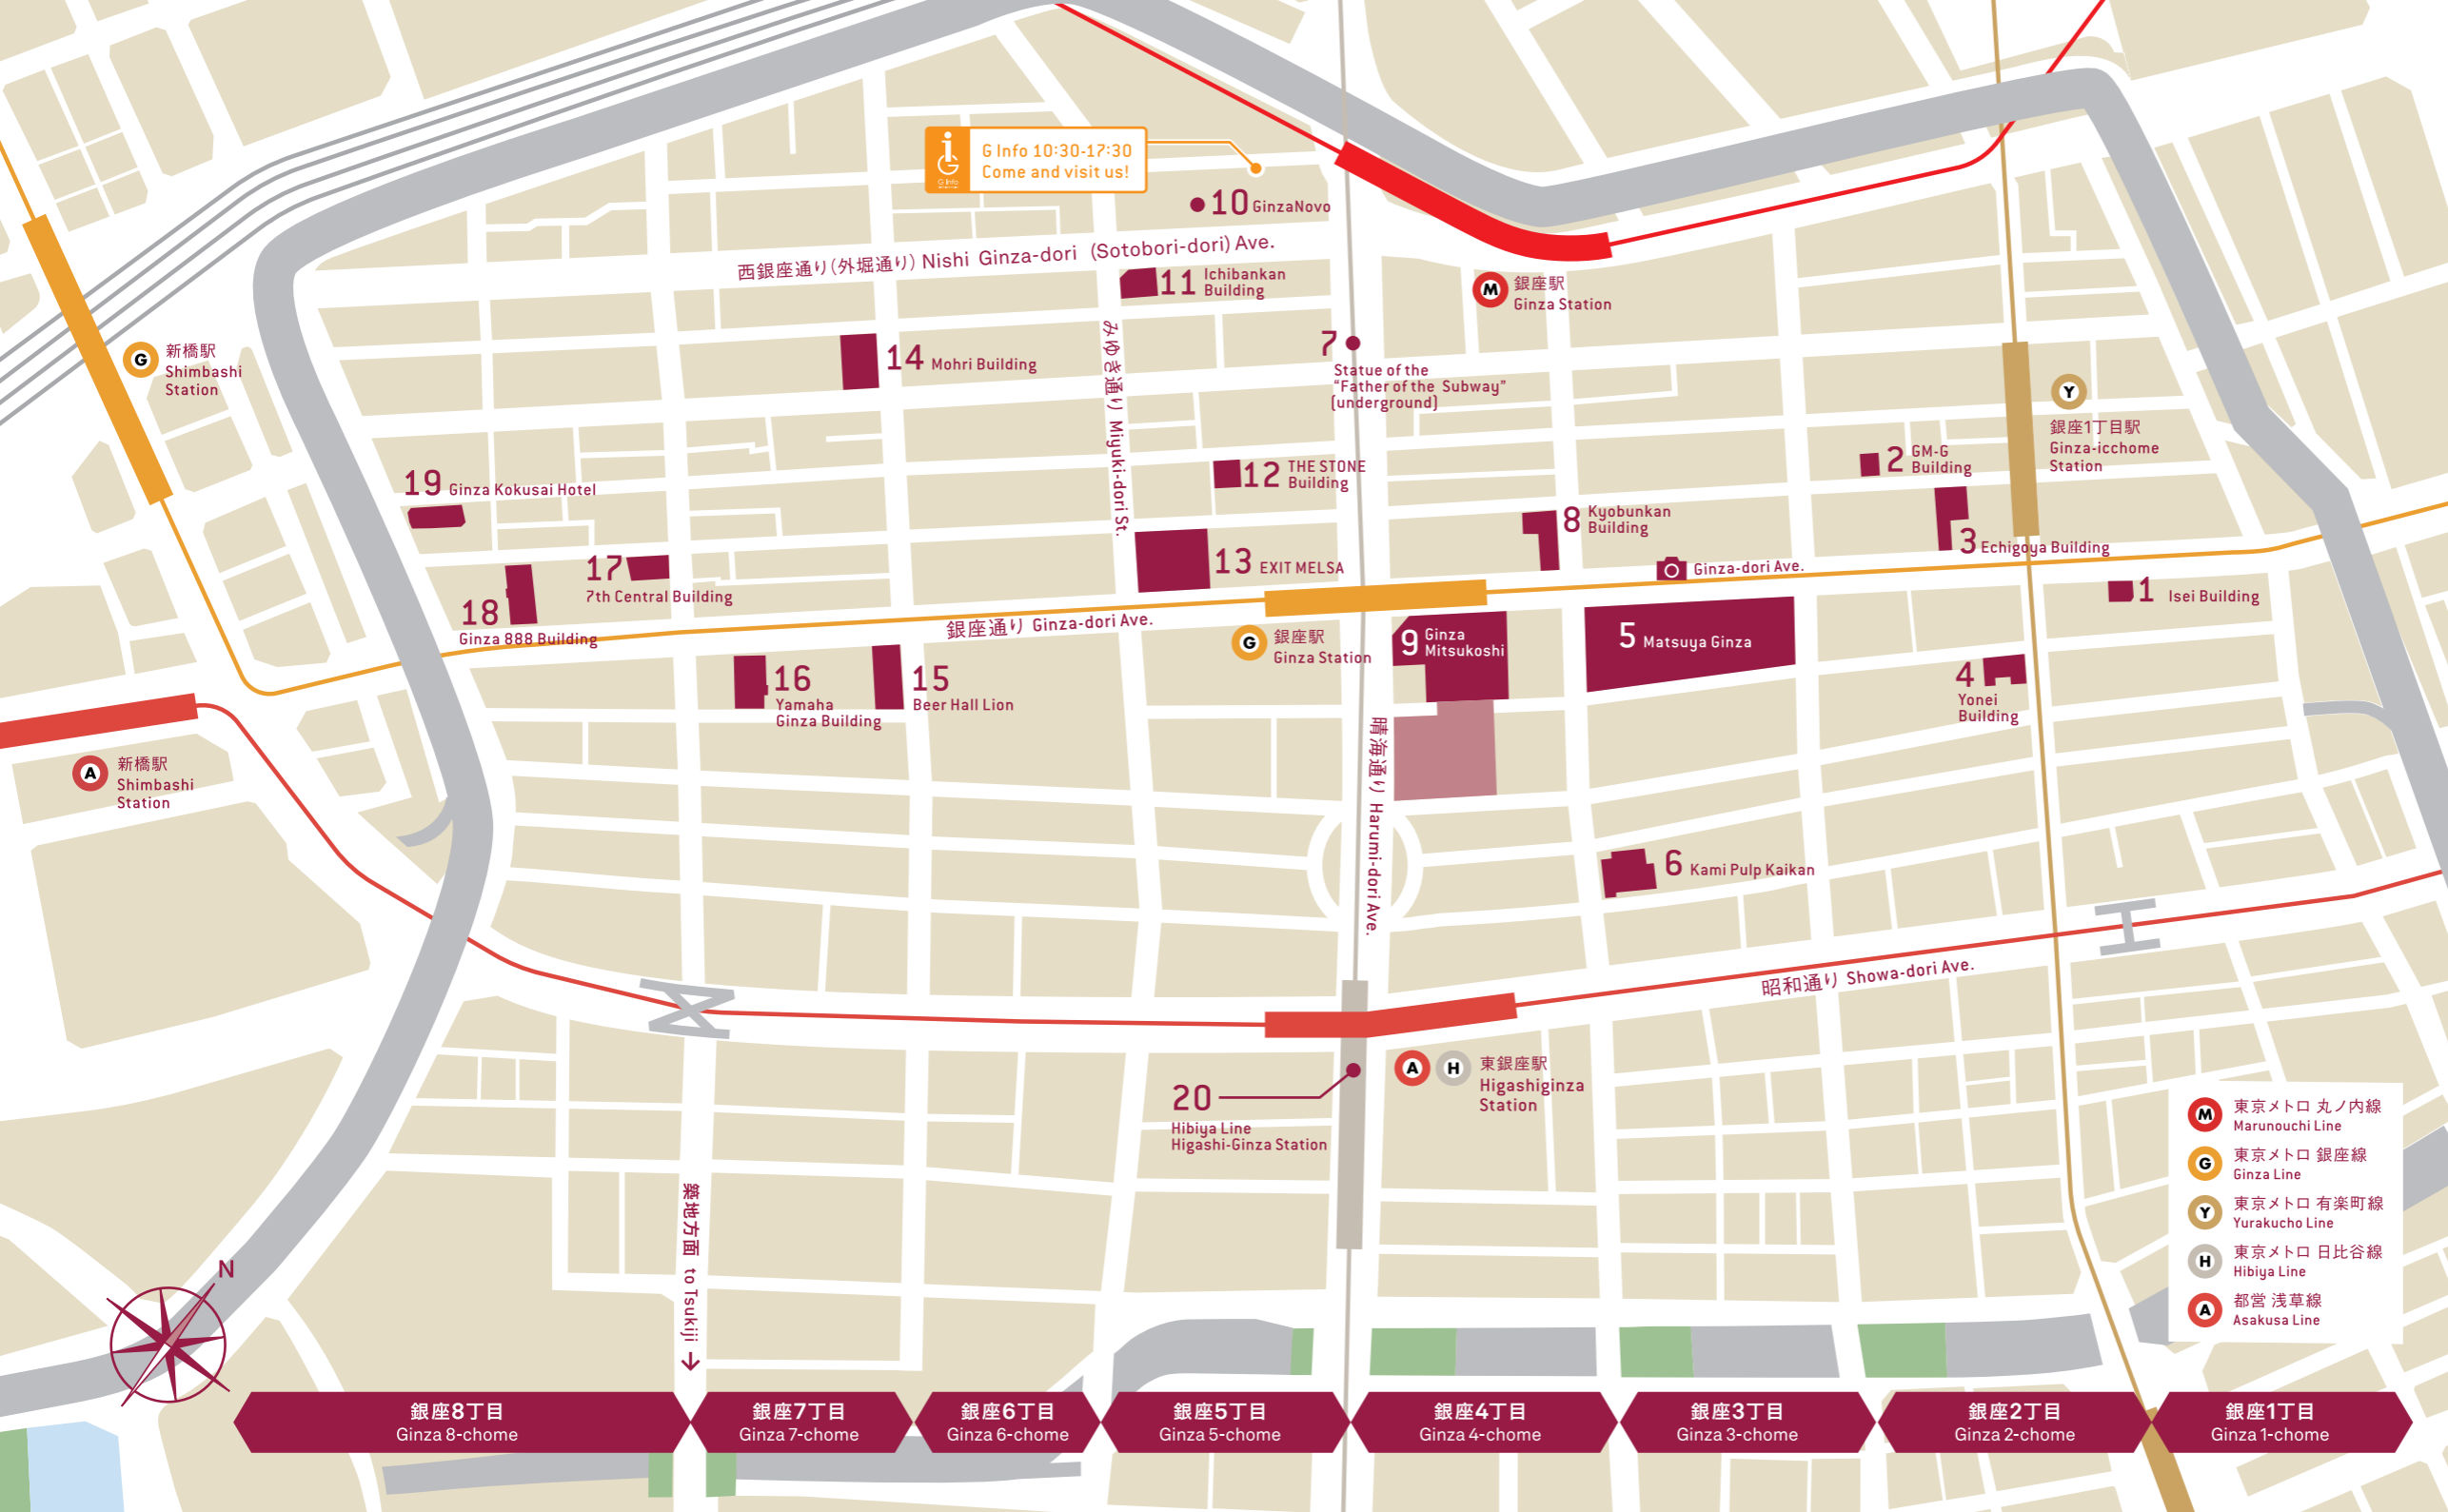 G Info 10:30-17:30
Come and visit us!
G Info
10 GinzaNovo
西銀座通り(外堀通り) Nishi Ginza-dori (Sotobori-dori) Ave.
11 Ichibankan
Building
M 銀座駅
Ginza Station
G 新橋駅
Shimbashi
Station
14 Mohri Building
みゆき通り Miyuki-dori St.
7
Statue of the
“Father of the Subway”
(underground)
Y
銀座1丁目駅
Ginza-icchome
Station
2 GM-G
Building
12 THE STONE
Building
19 Ginza Kokusai Hotel
8 Kyobunkan
Building
3 Echigoya Building
13 EXIT MELSA
17
7th Central Building
Ginza-dori Ave.
1 Isei Building
18
Ginza 888 Building
銀座通り Ginza-dori Ave.
G 銀座駅
Ginza Station
9 Ginza
Mitsukoshi
5 Matsuya Ginza
4
Yonei
Building
16
Yamaha
Ginza Building
15
Beer Hall Lion
晴海通り Harumi-dori Ave.
A 新橋駅
Shimbashi
Station
6 Kami Pulp Kaikan
昭和通り Showa-dori Ave.
A H 東銀座駅
Higashiginza
Station
20
Hibiya Line
Higashi-Ginza Station
築地方面 to Tsukiji
N
M 東京メトロ 丸ノ内線
Marunouchi Line
G 東京メトロ 銀座線
Ginza Line
Y 東京メトロ 有楽町線
Yurakucho Line
H 東京メトロ 日比谷線
Hibiya Line
A 都営 浅草線
Asakusa Line
銀座8丁目
Ginza 8-chome
銀座7丁目
Ginza 7-chome
銀座6丁目
Ginza 6-chome
銀座5丁目
Ginza 5-chome
銀座4丁目
Ginza 4-chome
銀座3丁目
Ginza 3-chome
銀座2丁目
Ginza 2-chome
銀座1丁目
Ginza 1-chome